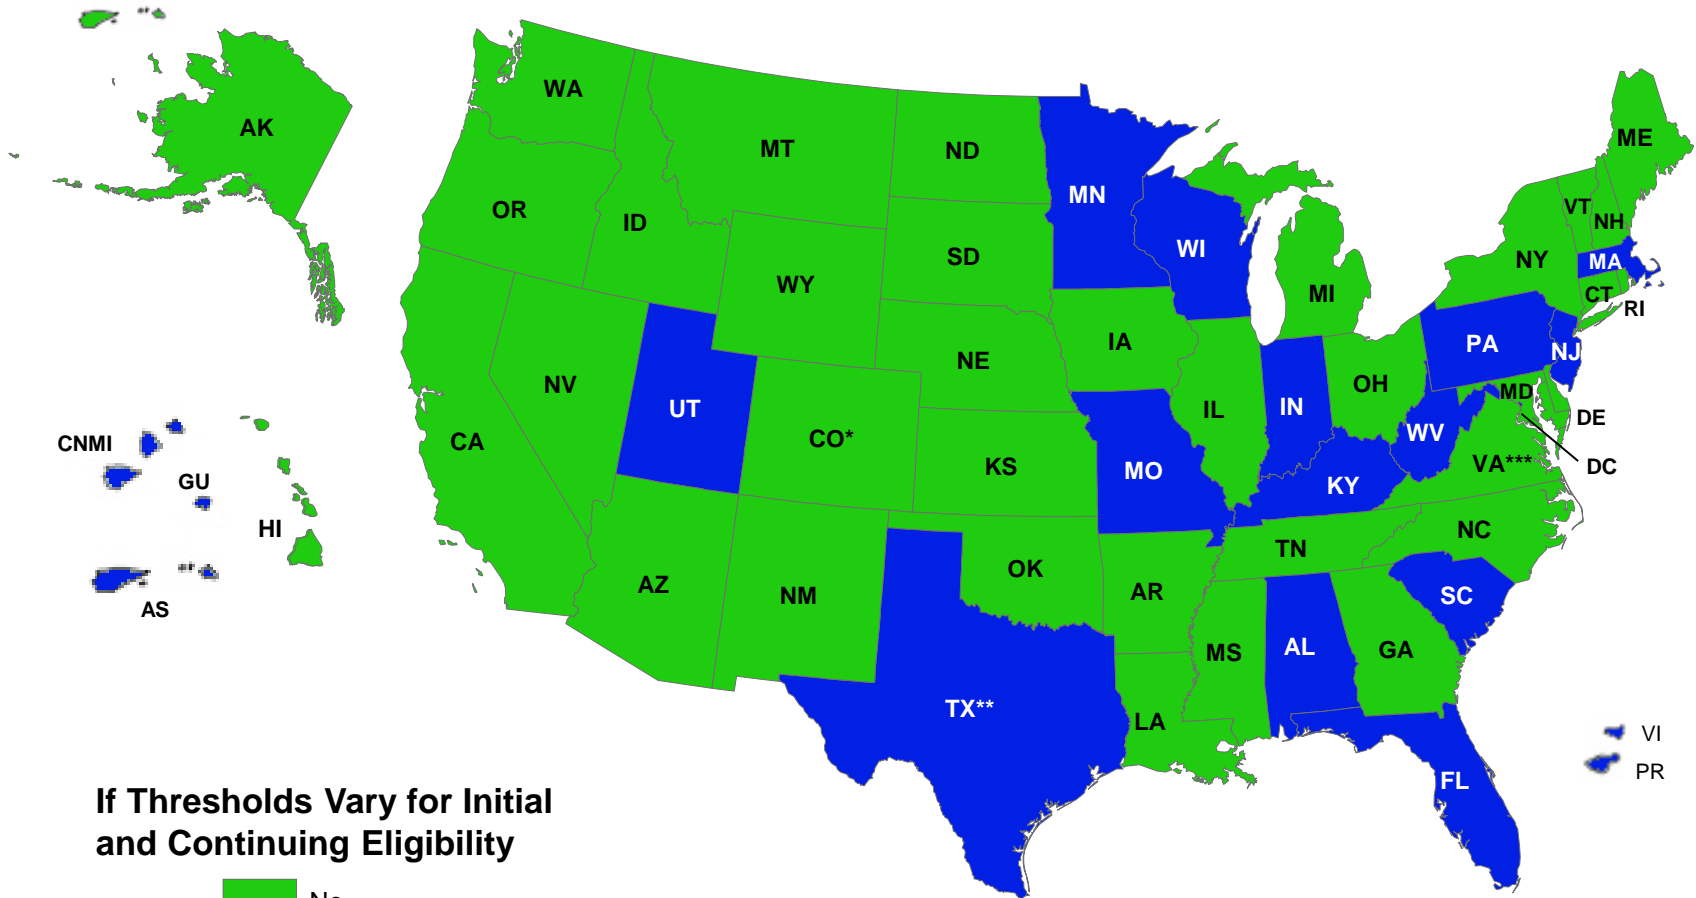 WA
AK
MT
ND
ME
MN
OR
ID
VT
NH
WI
SD
NY
MA
WY
MI
CT
RI
IA
PA
NJ
NE
NV
OH
MD
UT
IN
IL
DE
CO*
CA
WV
CNMI
KS
MO
VA***
DC
GU
KY
HI
NC
TN
OK
AZ
AR
NM
SC
AS
AL
GA
MS
TX**
LA
VI
PR
FL
If Thresholds Vary for Initial
and Continuing Eligibility
No